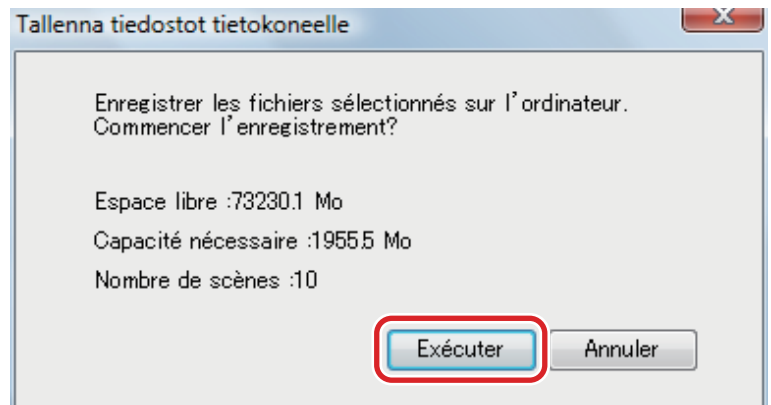 Tallenna tiedostot tietokoneelle
Enregistrer les fichiers sélectionnés sur l'ordinateur.
Commencer l'enregistrement?
Espace libre :73230.1 Mo
Capacité nécessaire :1955.5 Mo
Nombre de scènes :10
Exécuter Annuler